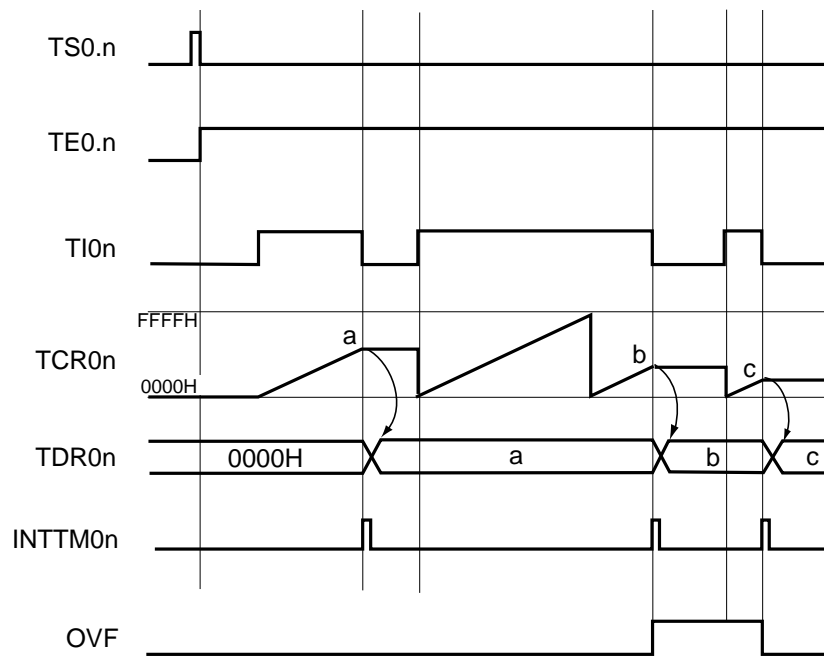 TS0.n
TE0.n
TI0n
FFFFH
a
b
TCR0n
c
0000H
TDR0n
0000H
a
b
c
INTTM0n
OVF